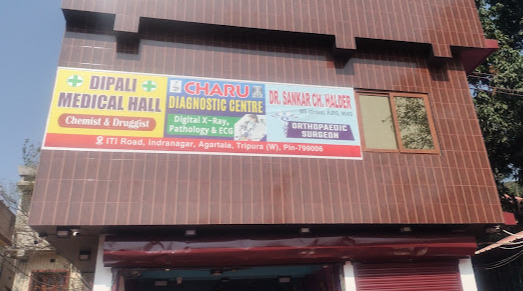 DIPALI
MEDICAL HALL
Chemist & Druggist
CHARU
DIAGNOSTIC CENTRE
Digital X-Ray,
Pathology & ECG
DR. SANKAR CH. HALDER
ORTHOPAEDIC
SURGEON
ITI Road, Indranagar, Agartala, Tripura (W), Pin-799006